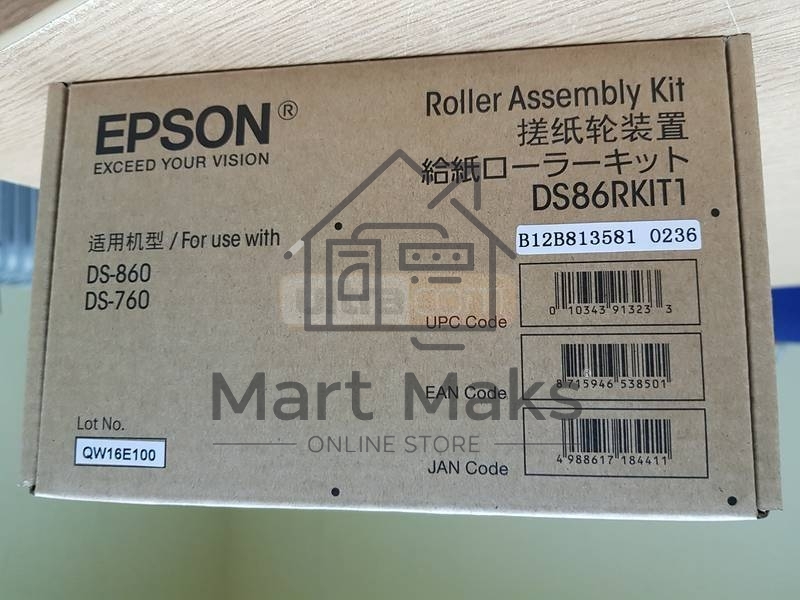 EPSON®
EXCEED YOUR VISION
Roller Assembly Kit
搓纸轮装置
給紙ローラーキット
DS86RKIT1
B12B813581 0236
适用机型 / For use with
DS-860
DS-760
UPC Code
0 10343 91323 3
EAN Code
8 715946 538501
JAN Code
4 988617 184411
Lot No.
QW16E100
Mart Maks
ONLINE STORE